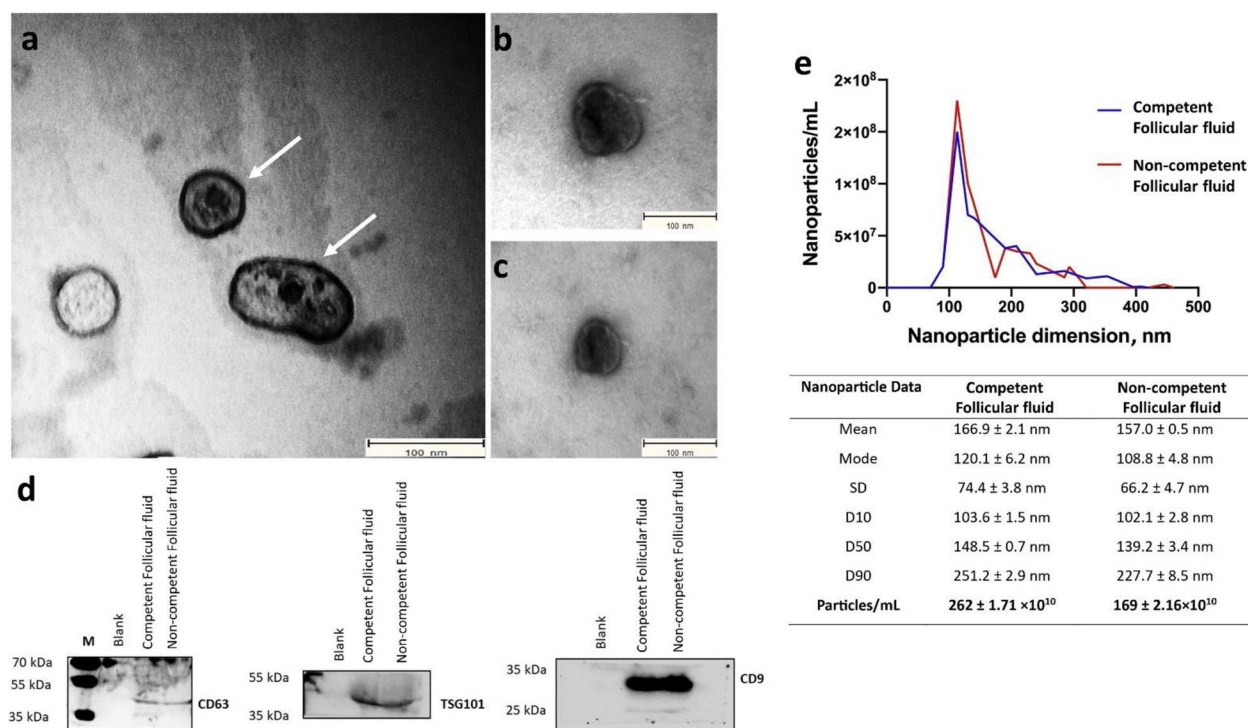 a
100 nm
b
100 nm
c
100 nm
d
M
Blank
Competent Follicular fluid
Non-competent Follicular fluid
70 kDa
55 kDa
35 kDa
CD63
Blank
Competent Follicular fluid
Non-competent Follicular fluid
55 kDa
35 kDa
TSG101
Blank
Competent Follicular fluid
Non-competent Follicular fluid
35 kDa
25 kDa
CD9
e
Nanoparticles/mL
2×10⁸
2×10⁸
1×10⁸
5×10⁷
0
0 100 200 300 400 500
Nanoparticle dimension, nm
Competent
Follicular fluid
Non-competent
Follicular fluid
Nanoparticle Data Competent Non-competent
Follicular fluid Follicular fluid
Mean 166.9 ± 2.1 nm 157.0 ± 0.5 nm
Mode 120.1 ± 6.2 nm 108.8 ± 4.8 nm
SD 74.4 ± 3.8 nm 66.2 ± 4.7 nm
D10 103.6 ± 1.5 nm 102.1 ± 2.8 nm
D50 148.5 ± 0.7 nm 139.2 ± 3.4 nm
D90 251.2 ± 2.9 nm 227.7 ± 8.5 nm
Particles/mL 262 ± 1.71 ×10¹⁰ 169 ± 2.16×10¹⁰